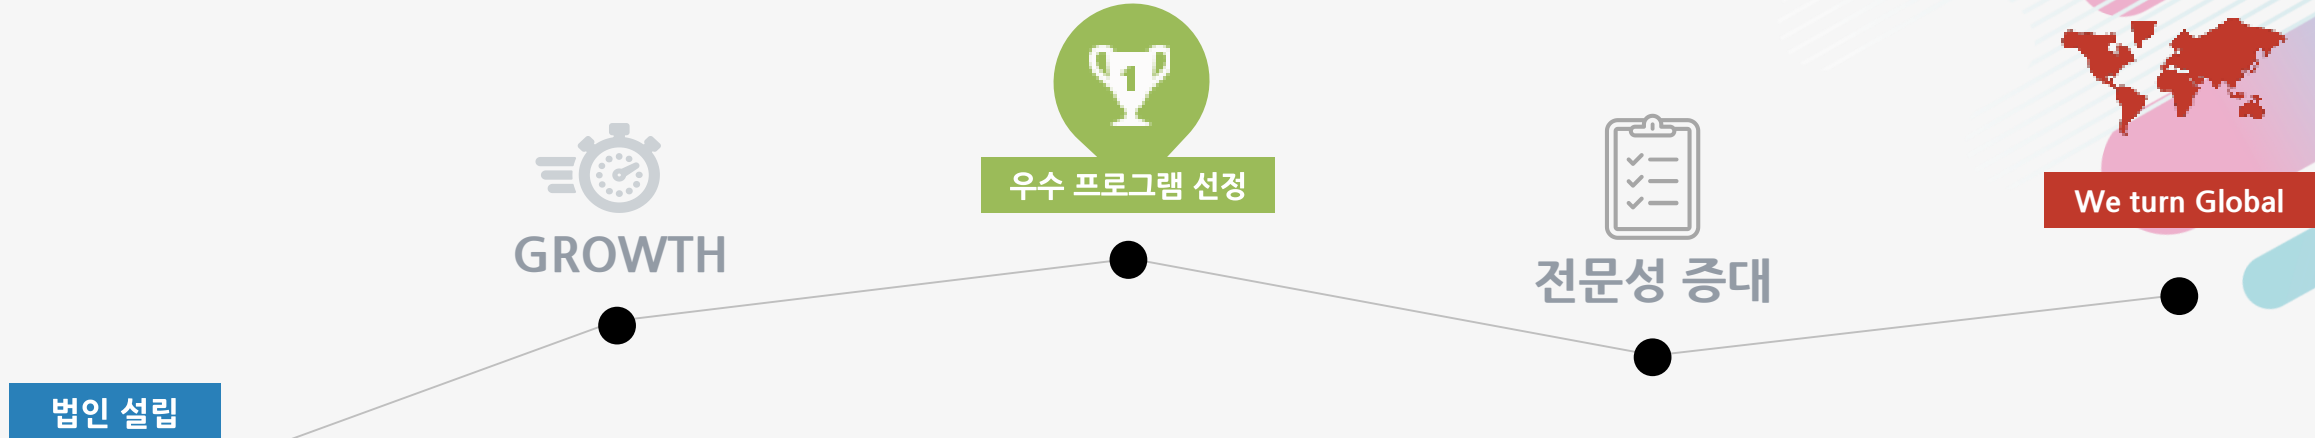 1
우수 프로그램 선정
We turn Global
GROWTH
전문성 증대
법인 설립